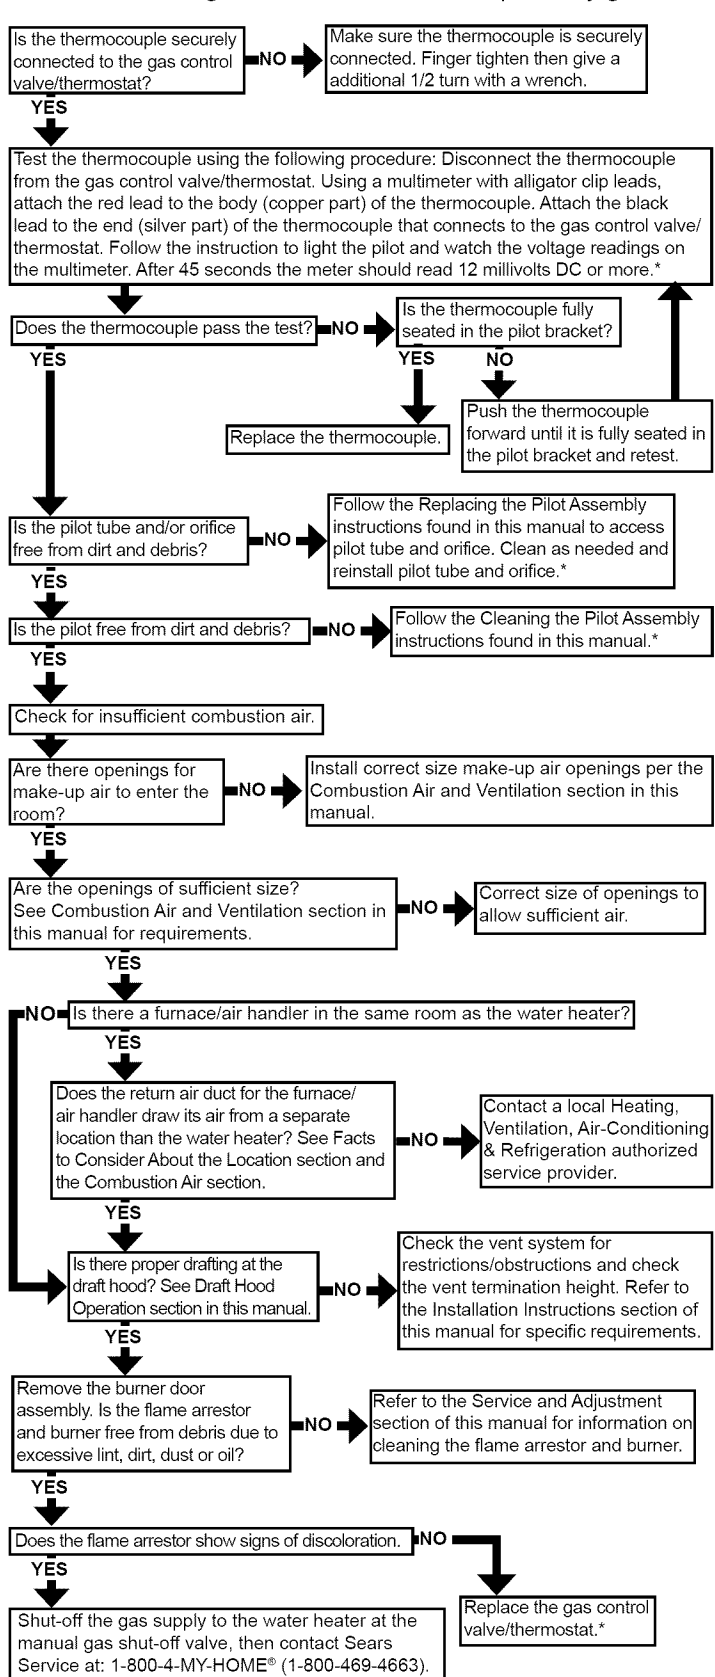 Is the thermocouple securely
connected to the gas control
valve/thermostat?
NO
Make sure the thermocouple is securely
connected. Finger tighten then give a
additional 1/2 turn with a wrench.
YES
Test the thermocouple using the following procedure: Disconnect the thermocouple
from the gas control valve/thermostat. Using a multimeter with alligator clip leads,
attach the red lead to the body (copper part) of the thermocouple. Attach the black
lead to the end (silver part) of the thermocouple that connects to the gas control valve/
thermostat. Follow the instruction to light the pilot and watch the voltage readings on
the multimeter. After 45 seconds the meter should read 12 millivolts DC or more.*
Does the thermocouple pass the test?
NO
Is the thermocouple fully
seated in the pilot bracket?
YES
YES
NO
Replace the thermocouple.
Push the thermocouple
forward until it is fully seated in
the pilot bracket and retest.
Is the pilot tube and/or orifice
free from dirt and debris?
NO
Follow the Replacing the Pilot Assembly
instructions found in this manual to access
pilot tube and orifice. Clean as needed and
reinstall pilot tube and orifice.*
YES
Is the pilot free from dirt and debris?
NO
Follow the Cleaning the Pilot Assembly
instructions found in this manual.*
YES
Check for insufficient combustion air.
Are there openings for
make-up air to enter the
room?
NO
Install correct size make-up air openings per the
Combustion Air and Ventilation section in this
manual.
YES
Are the openings of sufficient size?
See Combustion Air and Ventilation section in
this manual for requirements.
NO
Correct size of openings to
allow sufficient air.
YES
NO
Is there a furnace/air handler in the same room as the water heater?
YES
Does the return air duct for the furnace/
air handler draw its air from a separate
location than the water heater? See Facts
to Consider About the Location section and
the Combustion Air section.
NO
Contact a local Heating,
Ventilation, Air-Conditioning
& Refrigeration authorized
service provider.
YES
Is there proper drafting at the
draft hood? See Draft Hood
Operation section in this manual.
NO
Check the vent system for
restrictions/obstructions and check
the vent termination height. Refer to
the Installation Instructions section of
this manual for specific requirements.
YES
Remove the burner door
assembly. Is the flame arrestor
and burner free from debris due to
excessive lint, dirt, dust or oil?
NO
Refer to the Service and Adjustment
section of this manual for information on
cleaning the flame arrestor and burner.
YES
Does the flame arrestor show signs of discoloration.
NO
YES
Replace the gas control
valve/thermostat.*
Shut-off the gas supply to the water heater at the
manual gas shut-off valve, then contact Sears
Service at: 1-800-4-MY-HOME® (1-800-469-4663).